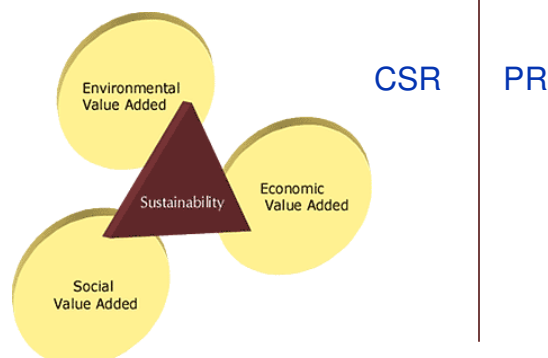 Environmental
Value Added
CSR
PR
Sustainability
Economic
Value Added
Social
Value Added